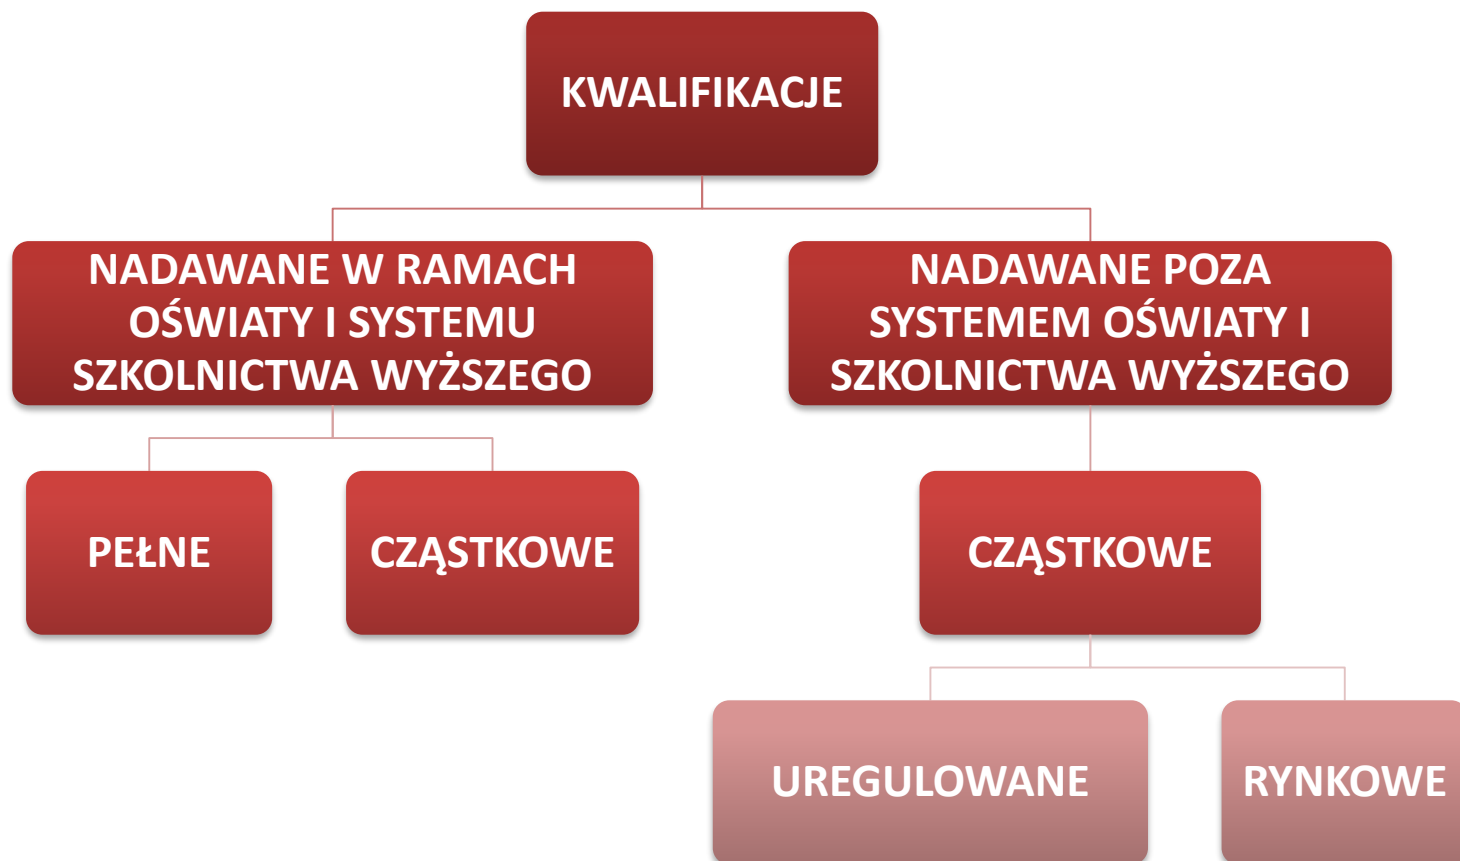 KWALIFIKACJE
NADAWANE W RAMACH
OŚWIATY I SYSTEMU
SZKOLNICTWA WYŻSZEGO
NADAWANE POZA
SYSTEMEM OŚWIATY I
SZKOLNICTWA WYŻSZEGO
PEŁNE
CZĄSTKOWE
CZĄSTKOWE
UREGULOWANE
RYNKOWE